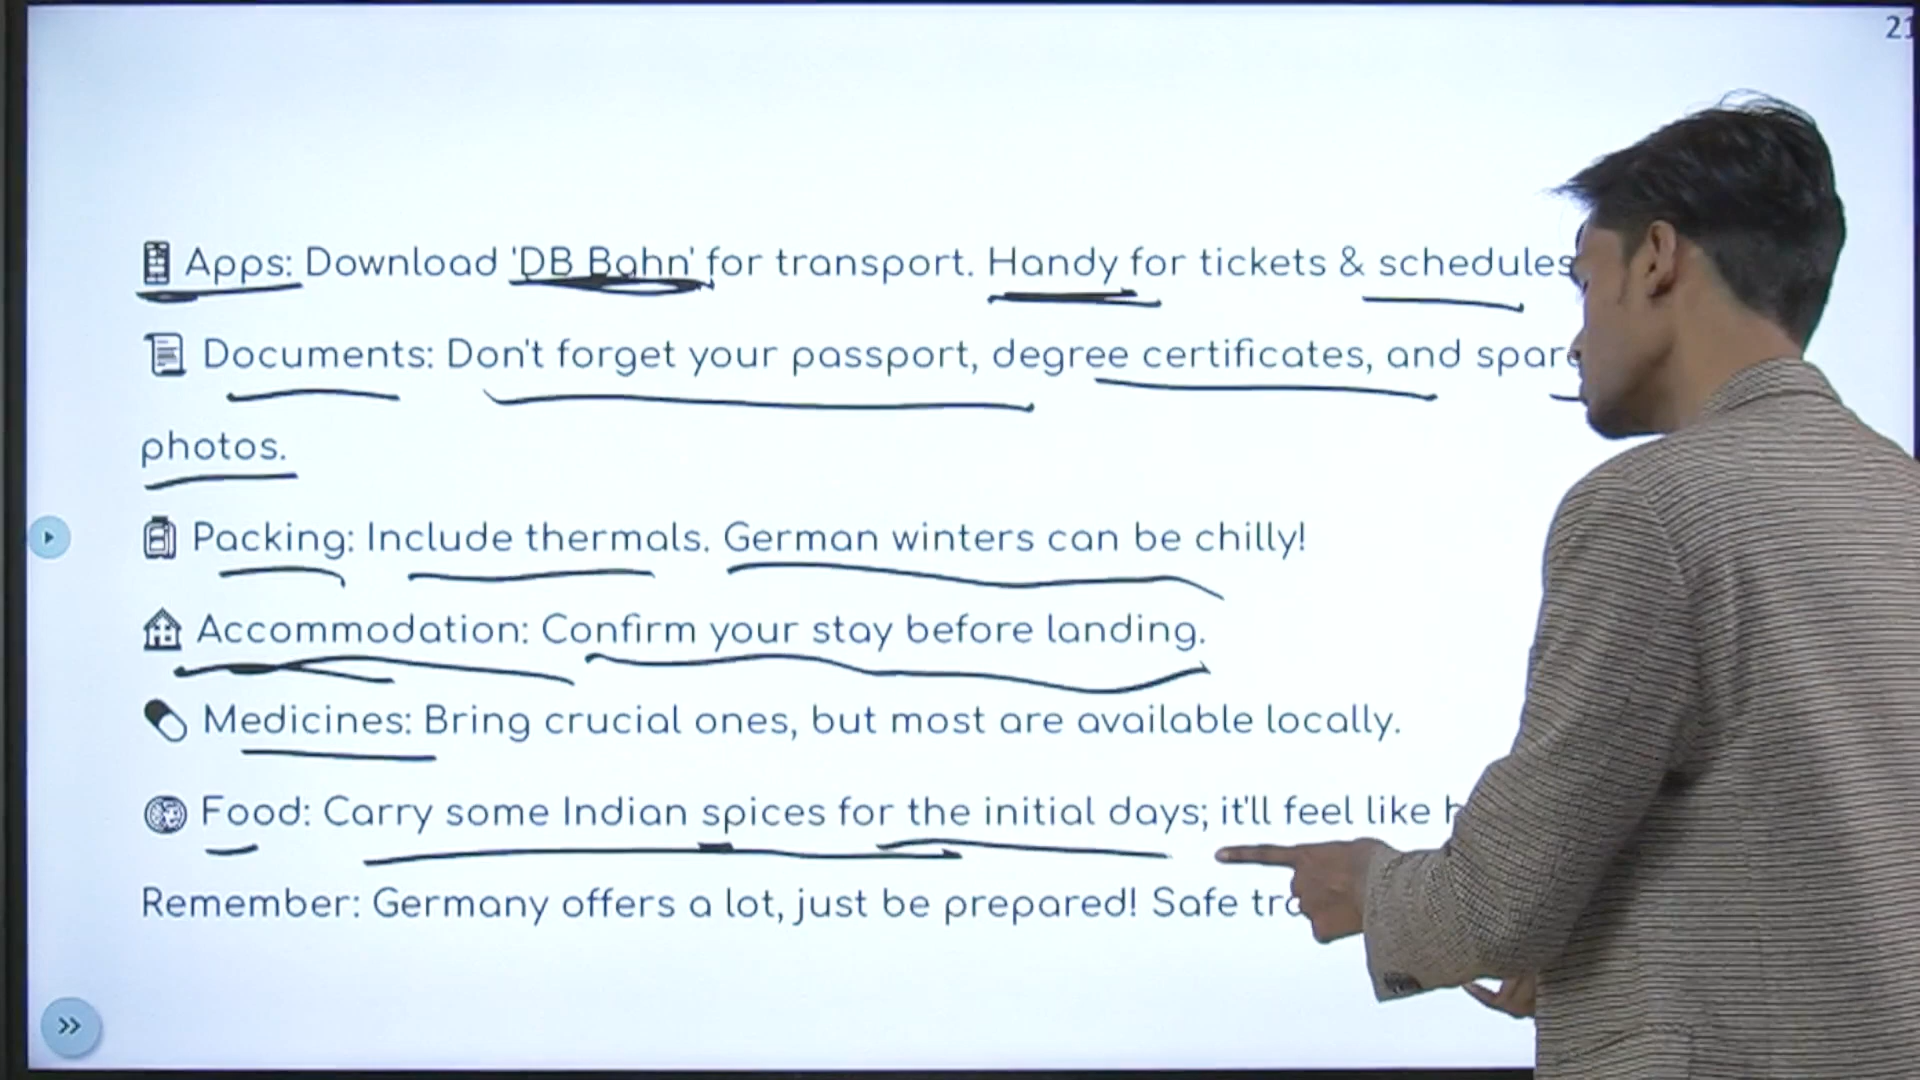 21
Apps: Download 'DB Bahn' for transport. Handy for tickets & schedules
Documents: Don't forget your passport, degree certificates, and spare
photos.
Packing: Include thermals. German winters can be chilly!
Accommodation: Confirm your stay before landing.
Medicines: Bring crucial ones, but most are available locally.
Food: Carry some Indian spices for the initial days; it'll feel like
Remember: Germany offers a lot, just be prepared! Safe